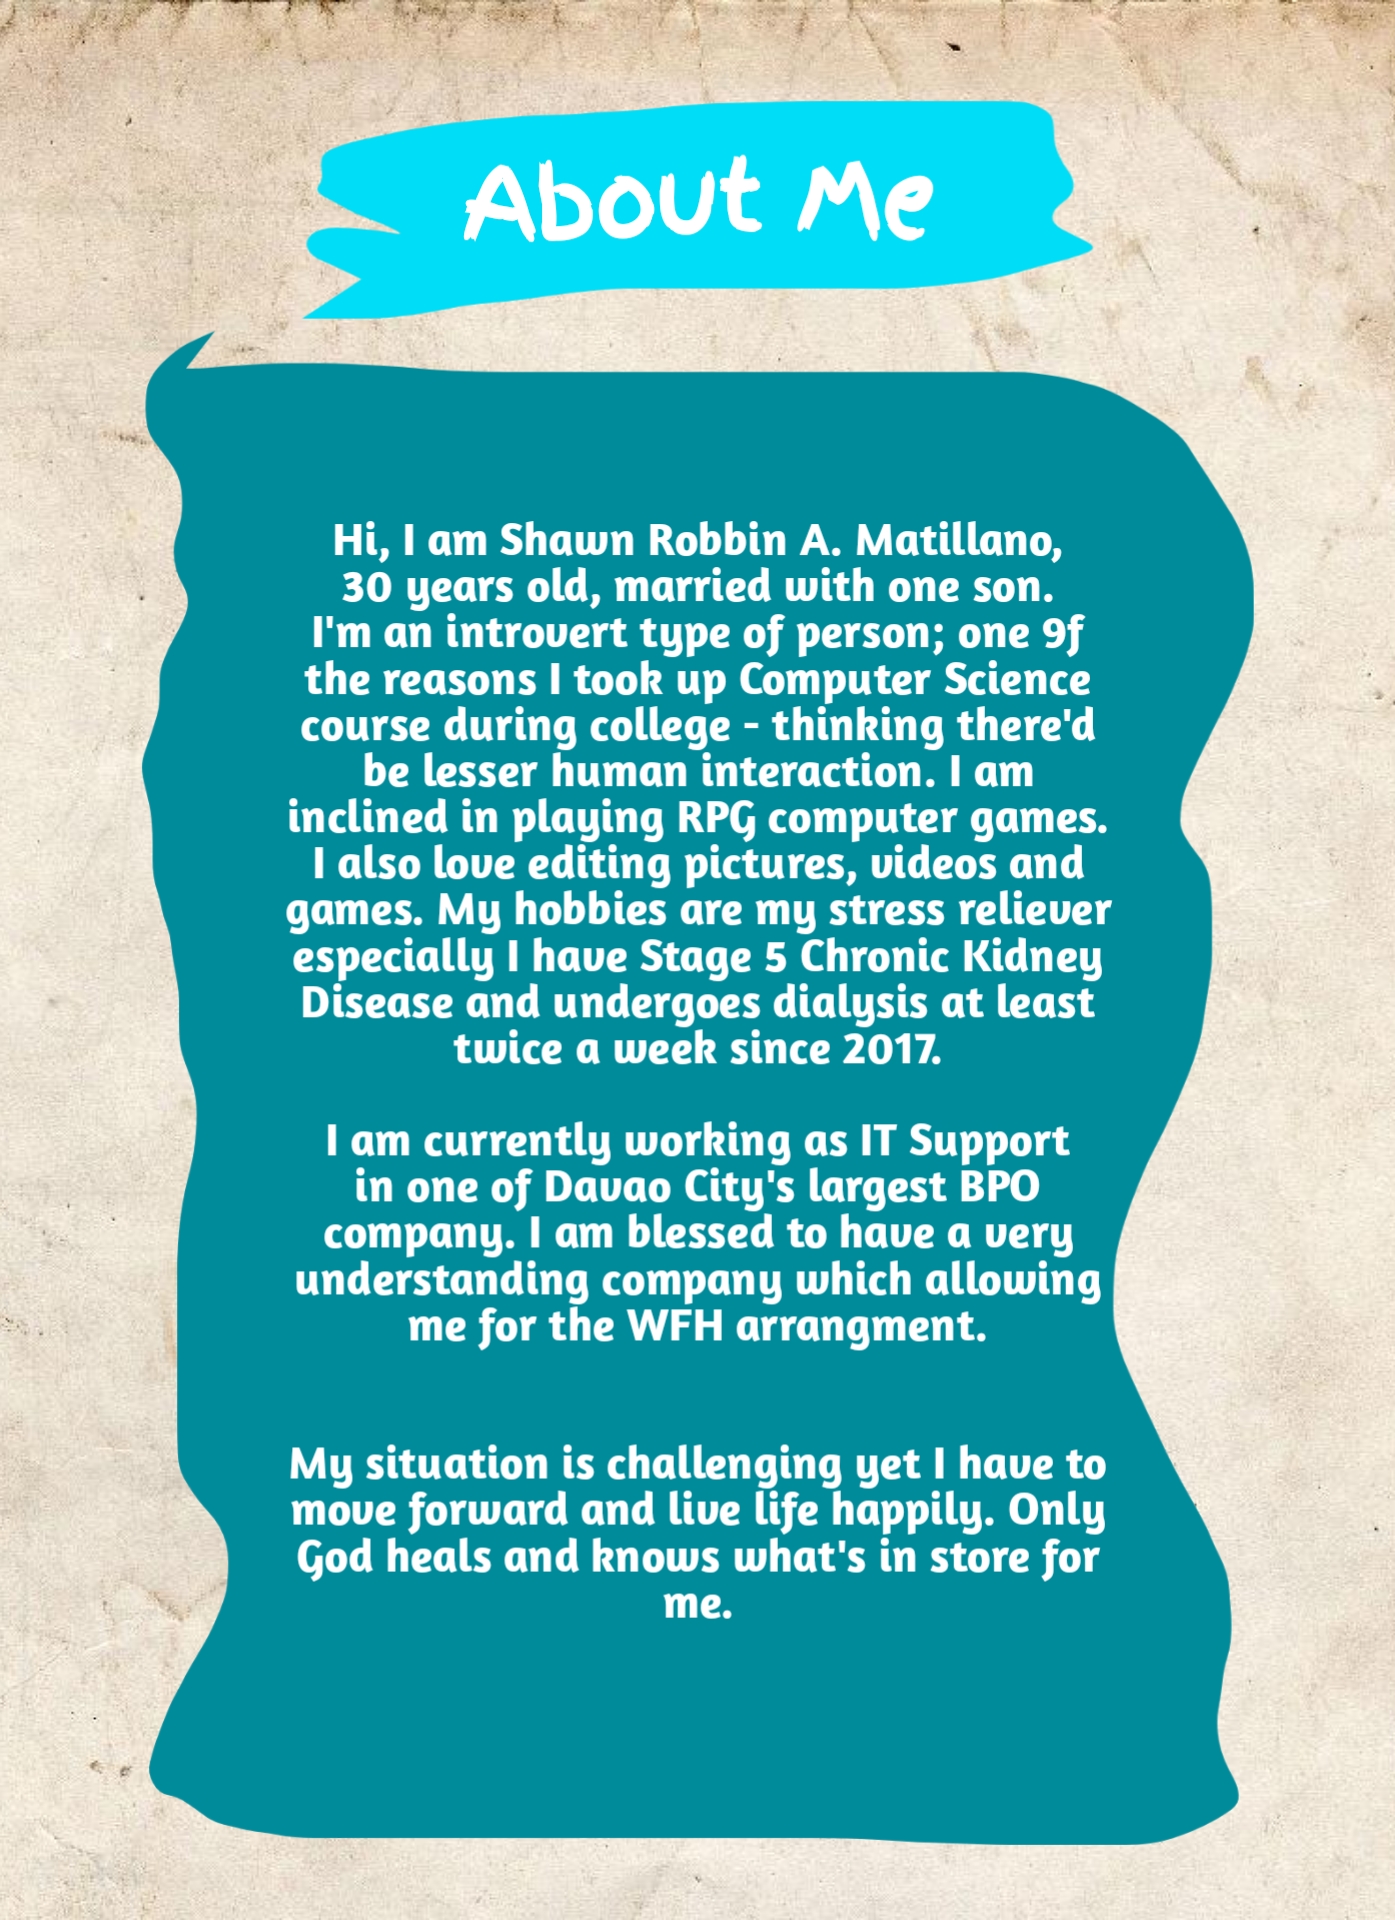 About Me
Hi, I am Shawn Robbin A. Matillano,
30 years old, married with one son.
I'm an introvert type of person; one 9f
the reasons I took up Computer Science
course during college - thinking there'd
be lesser human interaction. I am
inclined in playing RPG computer games.
I also love editing pictures, videos and
games. My hobbies are my stress reliever
especially I have Stage 5 Chronic Kidney
Disease and undergoes dialysis at least
twice a week since 2017.
I am currently working as IT Support
in one of Davao City's largest BPO
company. I am blessed to have a very
understanding company which allowing
me for the WFH arrangment.
My situation is challenging yet I have to
move forward and live life happily. Only
God heals and knows what's in store for
me.